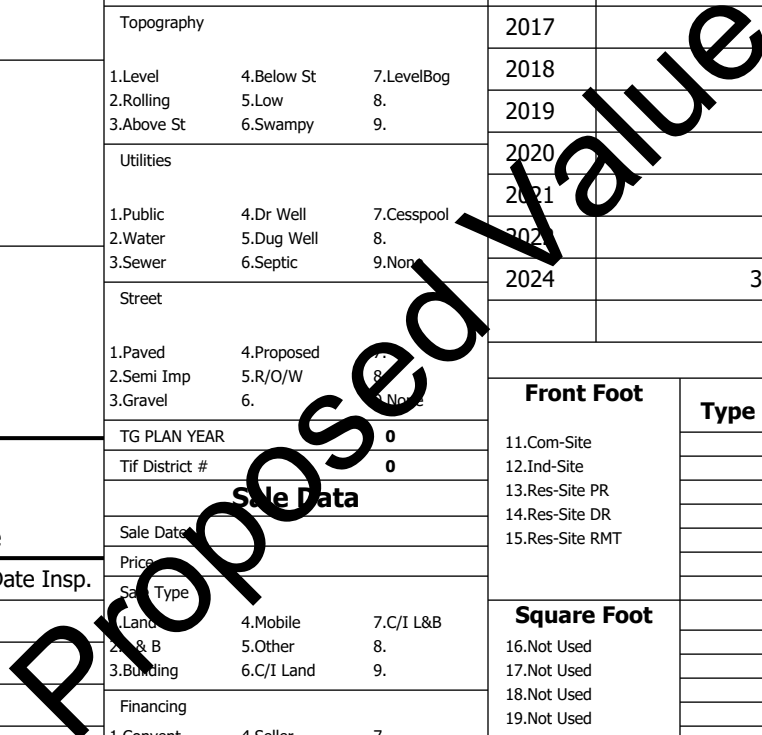 Topography
1.Level 4.Below St 7.LevelBog
2.Rolling 5.Low 8.
3.Above St 6.Swampy 9.
Utilities
1.Public 4.Dr Well 7.Cesspool
2.Water 5.Dug Well 8.
3.Sewer 6.Septic 9.None
Street
1.Paved 4.Proposed 7.
2.Semi Imp 5.R/O/W 8.
3.Gravel 6. 9.None
TG PLAN YEAR 0
Tif District # 0
Sale Data
Sale Date
Price
Sale Type
1.Land 4.Mobile 7.C/I L&B
2.L & B 5.Other 8.
3.Building 6.C/I Land 9.
Financing
Date Insp.
2017
2018
2019
2020
2021
2023
2024 3
Front Foot Type
11.Com-Site
12.Ind-Site
13.Res-Site PR
14.Res-Site DR
15.Res-Site RMT
Square Foot
16.Not Used
17.Not Used
18.Not Used
19.Not Used
Proposed Value